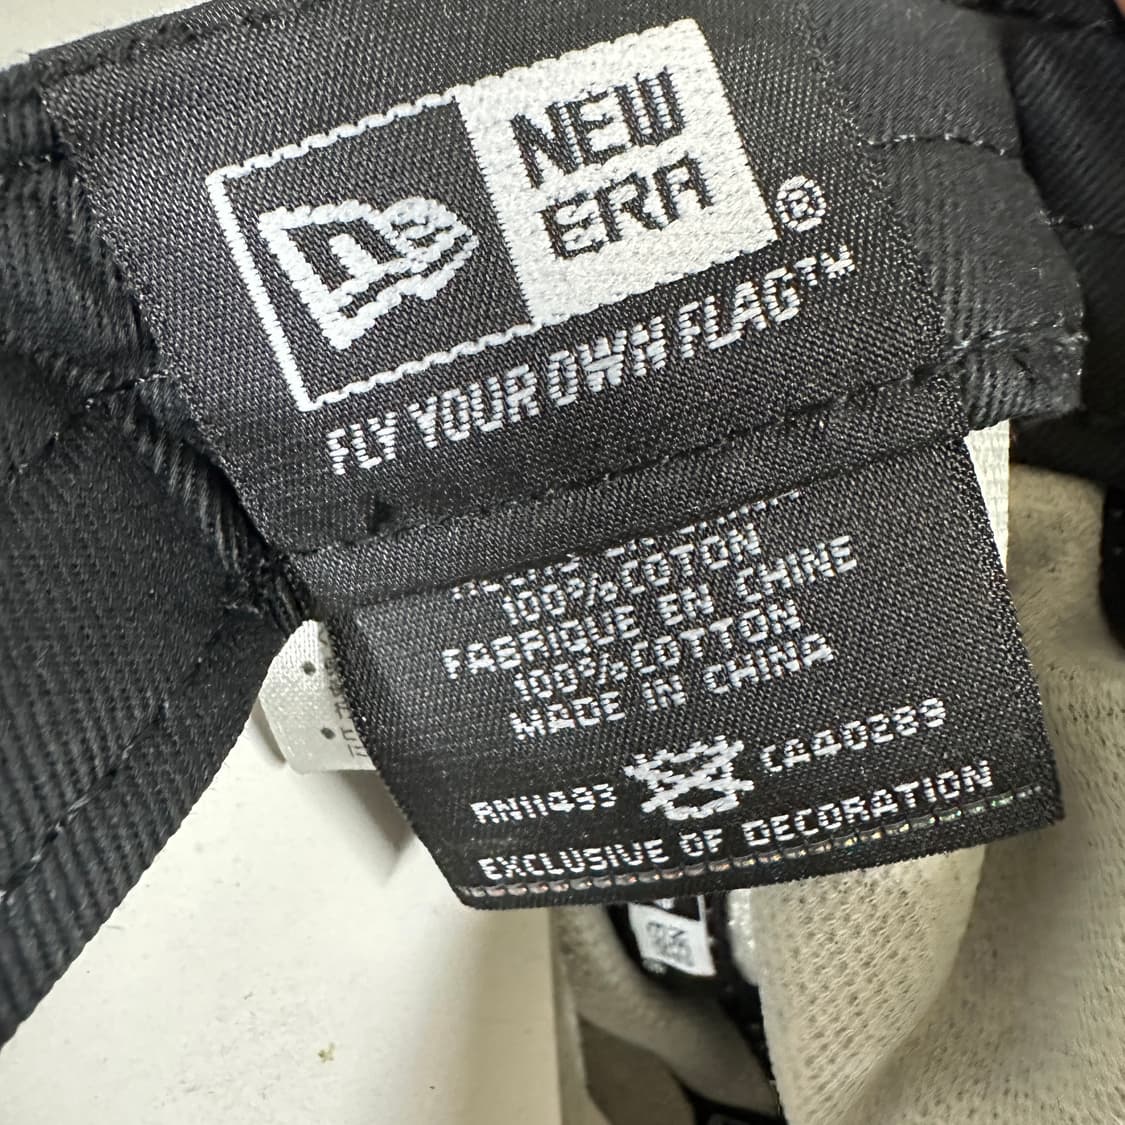 NEW
ERA®
FLY YOUR OWN FLAG™
100% COTON
FABRIQUE EN CHINE
100% COTTON
MADE IN CHINA
RN11493 CA40289
EXCLUSIVE OF DECORATION